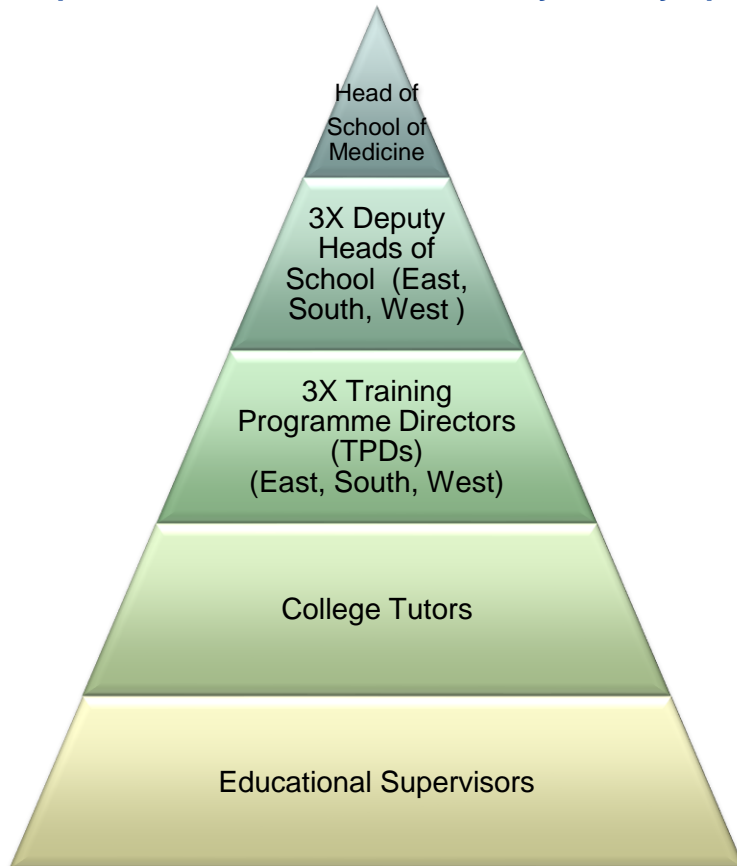 Head of
School of
Medicine
3X Deputy
Heads of
School (East,
South, West )
3X Training
Programme Directors
(TPDs)
(East, South, West)
College Tutors
Educational Supervisors